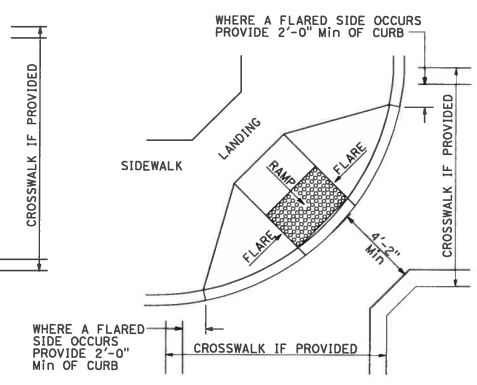 WHERE A FLARED SIDE OCCURS
PROVIDE 2'-0" Min OF CURB
CROSSWALK IF PROVIDED
SIDEWALK
LANDING
RAMP
FLARE
FLARE
CROSSWALK IF PROVIDED
4'-2"
Min
WHERE A FLARED
SIDE OCCURS
PROVIDE 2'-0"
Min OF CURB
CROSSWALK IF PROVIDED